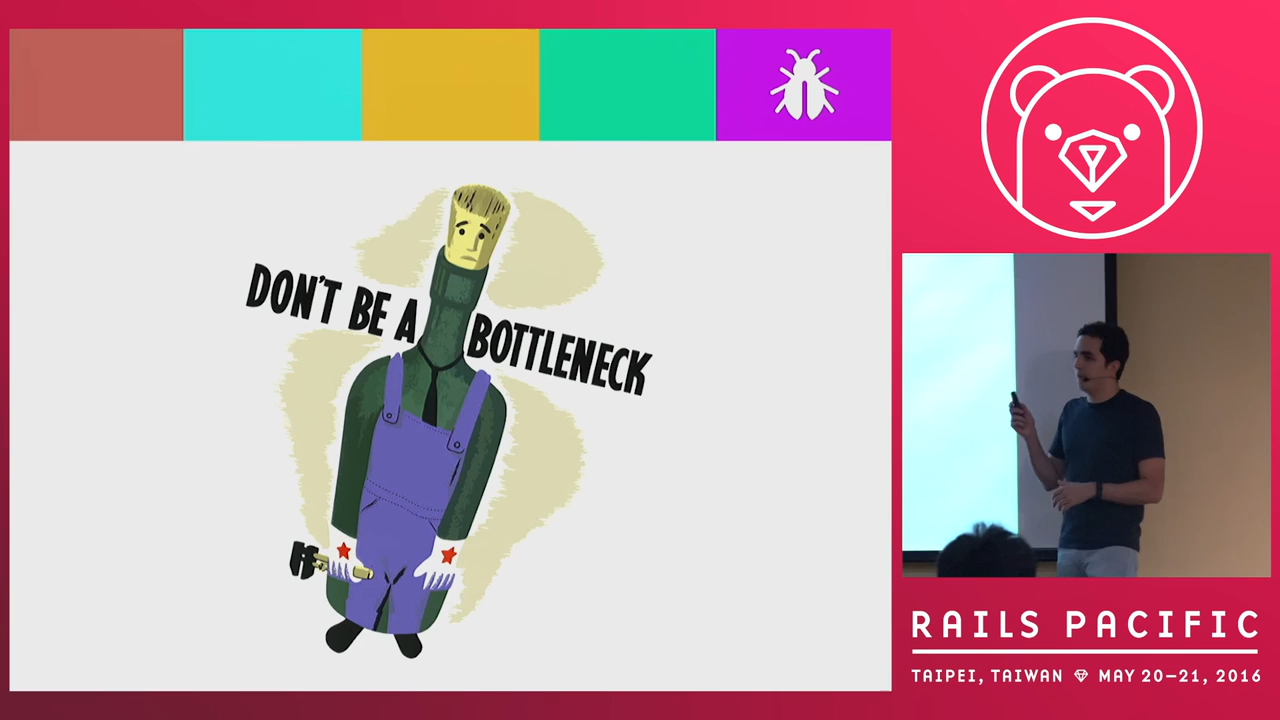 DON'T BE A BOTTLENECK
RAILS PACIFIC
TAIPEI, TAIWAN MAY 20–21, 2016